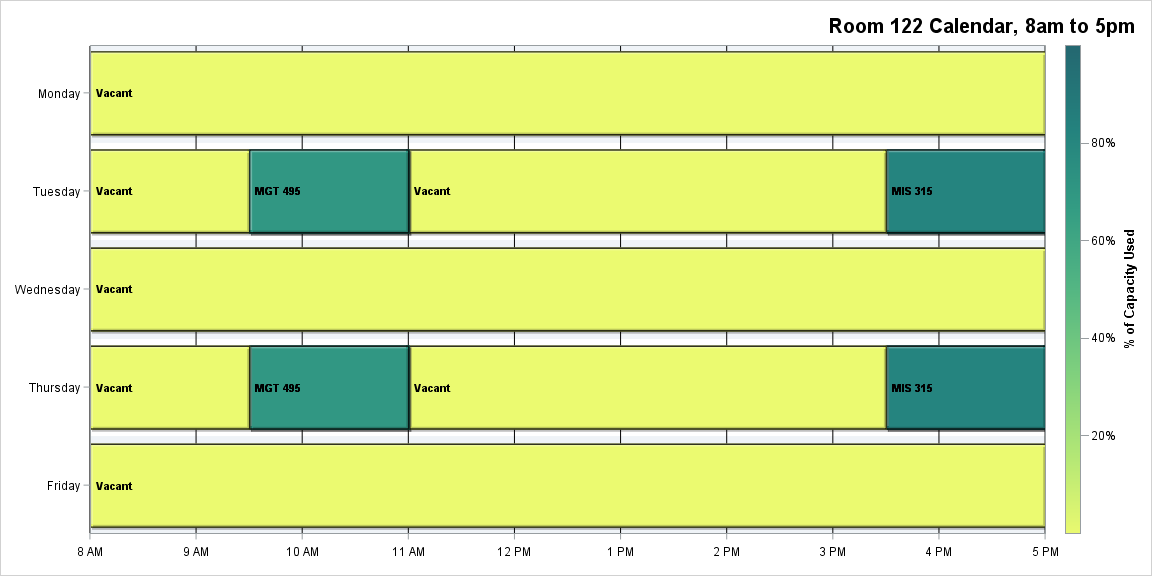 Room 122 Calendar, 8am to 5pm
Monday
Vacant
Tuesday
Vacant
MGT 495
Vacant
MIS 315
Wednesday
Vacant
Thursday
Vacant
MGT 495
Vacant
MIS 315
Friday
Vacant
8 AM
9 AM
10 AM
11 AM
12 PM
1 PM
2 PM
3 PM
4 PM
5 PM
80%
60%
40%
20%
% of Capacity Used